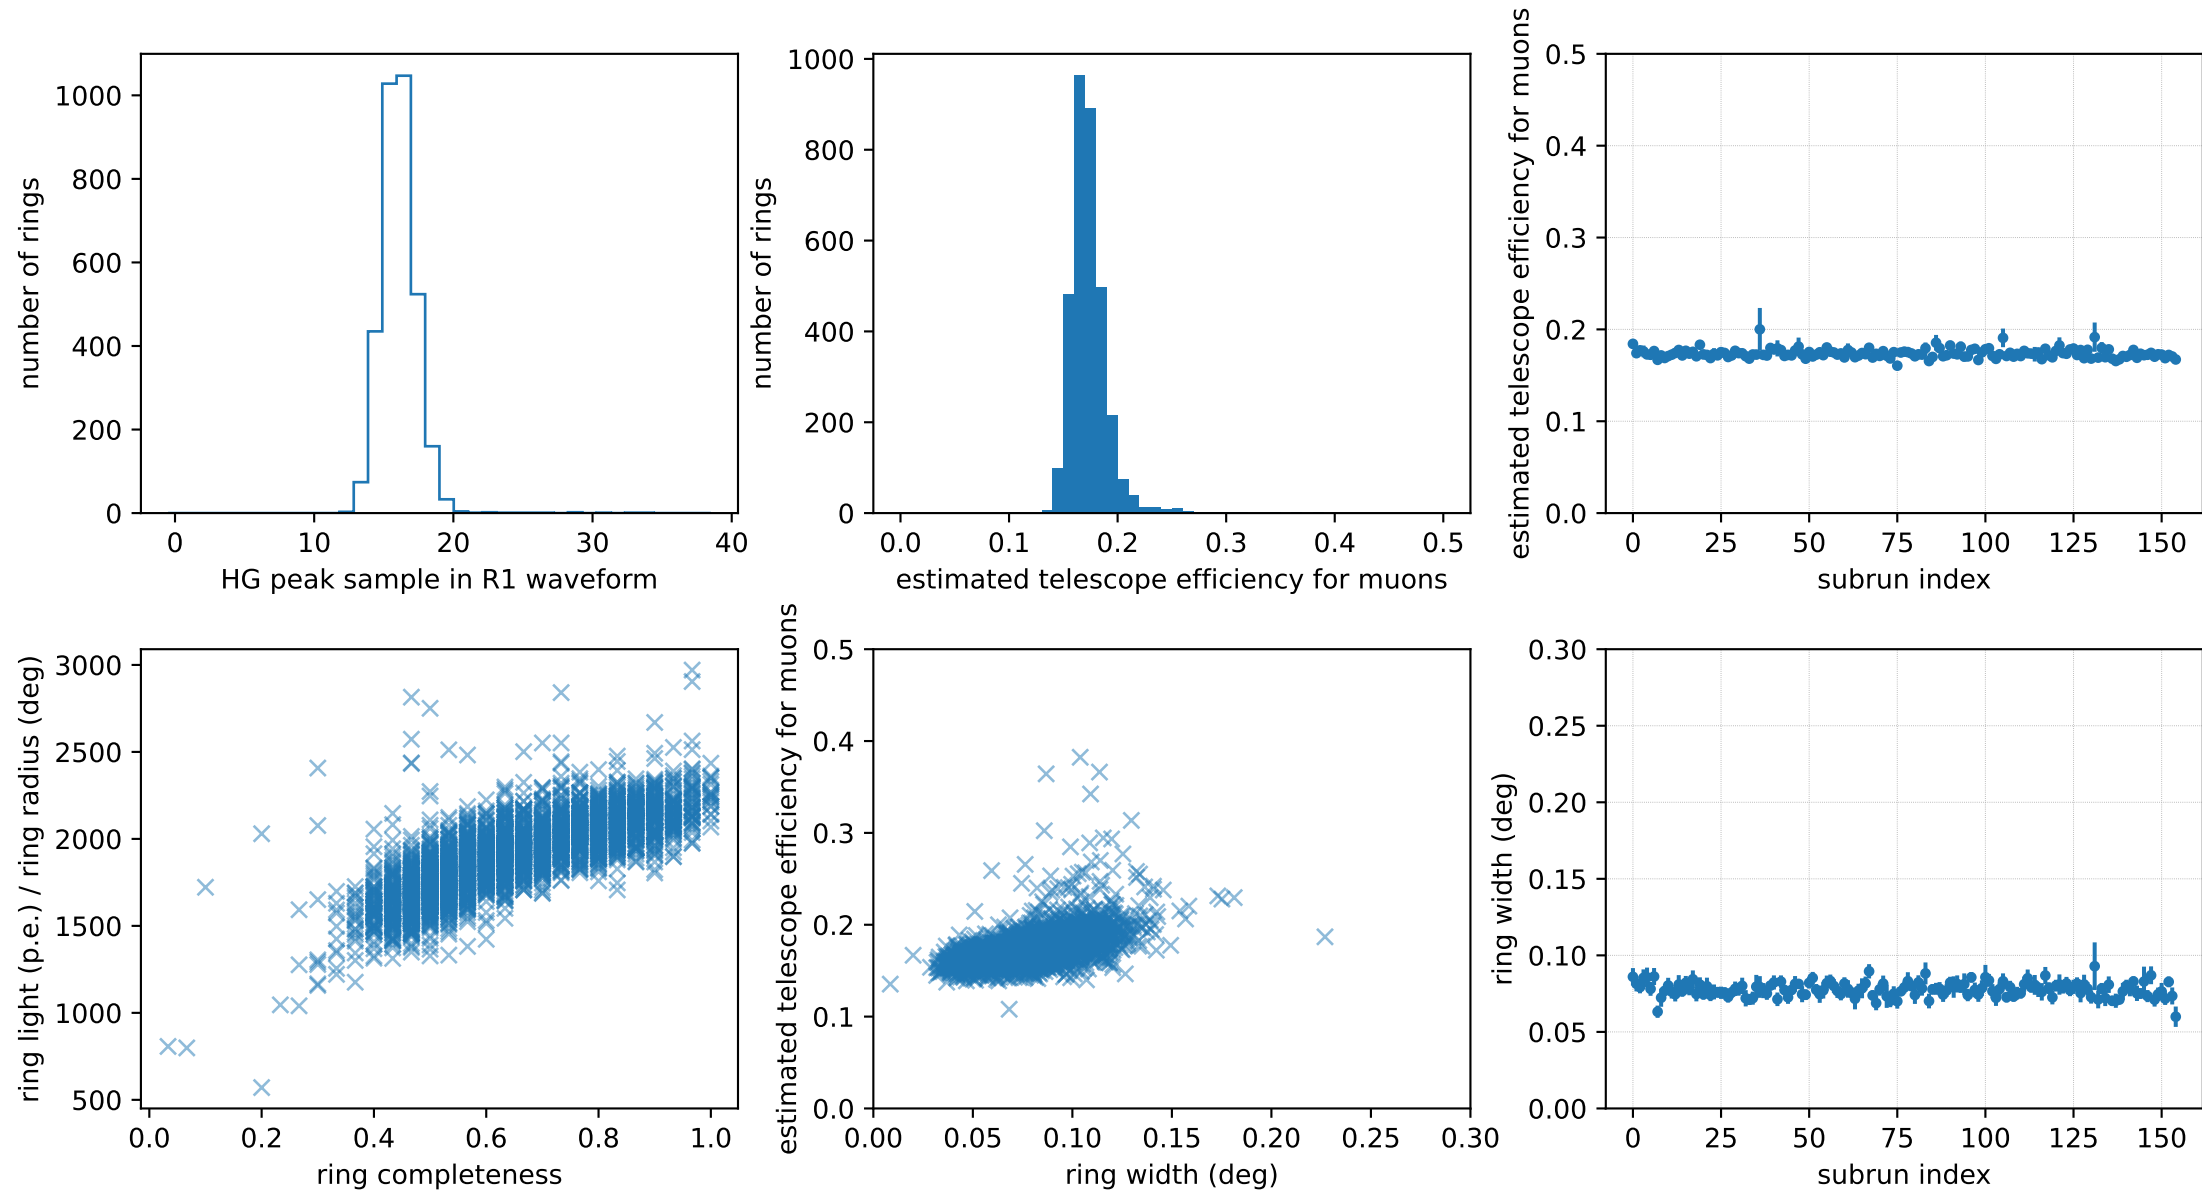 number of rings
1000
800
600
400
200
0
0 10 20 30 40
HG peak sample in R1 waveform
number of rings
1000
800
600
400
200
0
0.0 0.1 0.2 0.3 0.4 0.5
estimated telescope efficiency for muons
estimated telescope efficiency for muons
0.5
0.4
0.3
0.2
0.1
0.0
0 25 50 75 100 125 150
subrun index
ring light (p.e.) / ring radius (deg)
3000
2500
2000
1500
1000
500
0.0 0.2 0.4 0.6 0.8 1.0
ring completeness
estimated telescope efficiency for muons
0.5
0.4
0.3
0.2
0.1
0.0
0.00 0.05 0.10 0.15 0.20 0.25 0.30
ring width (deg)
ring width (deg)
0.30
0.25
0.20
0.15
0.10
0.05
0.00
0 25 50 75 100 125 150
subrun index